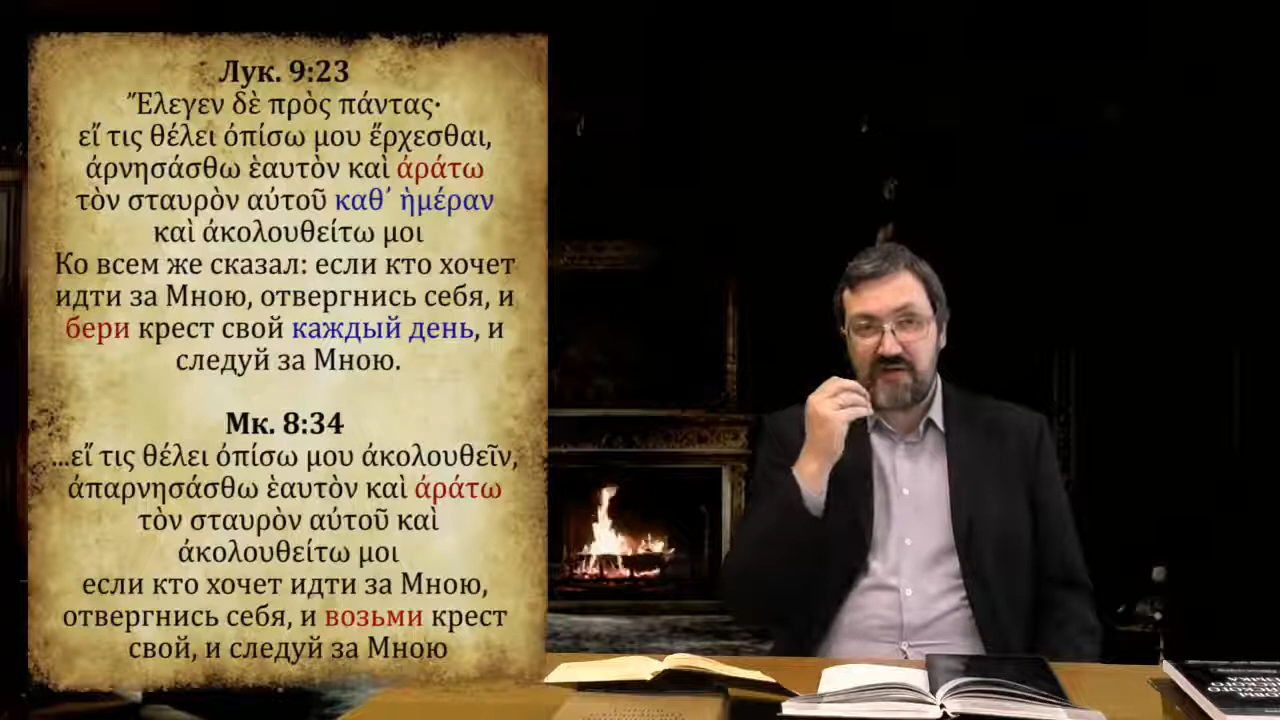 Лук. 9:23
Ἔλεγεν δὲ πρὸς πάντας·
εἴ τις θέλει ὀπίσω μου ἔρχεσθαι,
ἀρνησάσθω ἑαυτὸν καὶ ἀράτω
τὸν σταυρὸν αὐτοῦ καθ᾽ ἡμέραν
καὶ ἀκολουθείτω μοι
Ко всем же сказал: если кто хочет
идти за Мною, отвергнись себя, и
бери крест свой каждый день, и
следуй за Мною.
Мк. 8:34
...εἴ τις θέλει ὀπίσω μου ἀκολουθεῖν,
ἀπαρνησάσθω ἑαυτὸν καὶ ἀράτω
τὸν σταυρὸν αὐτοῦ καὶ
ἀκολουθείτω μοι
если кто хочет идти за Мною,
отвергнись себя, и возьми крест
свой, и следуй за Мною